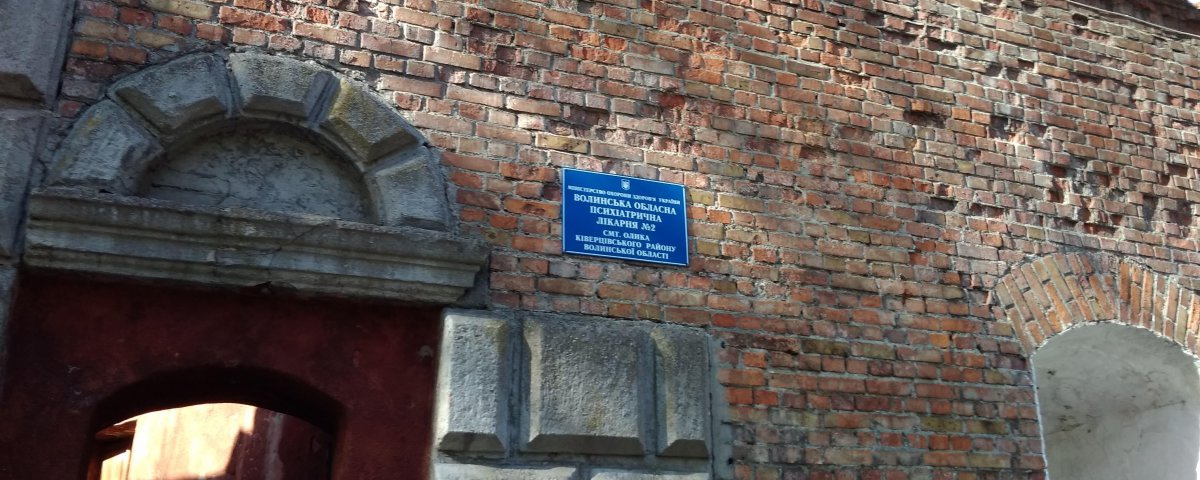 МІНІСТЕРСТВО ОХОРОНИ ЗДОРОВ'Я УКРАЇНИ
ВОЛИНСЬКА ОБЛАСНА
ПСИХІАТРИЧНА
ЛІКАРНЯ №2
СМТ. ОЛИКА
КІВЕРЦІВСЬКОГО РАЙОНУ
ВОЛИНСЬКОЇ ОБЛАСТІ